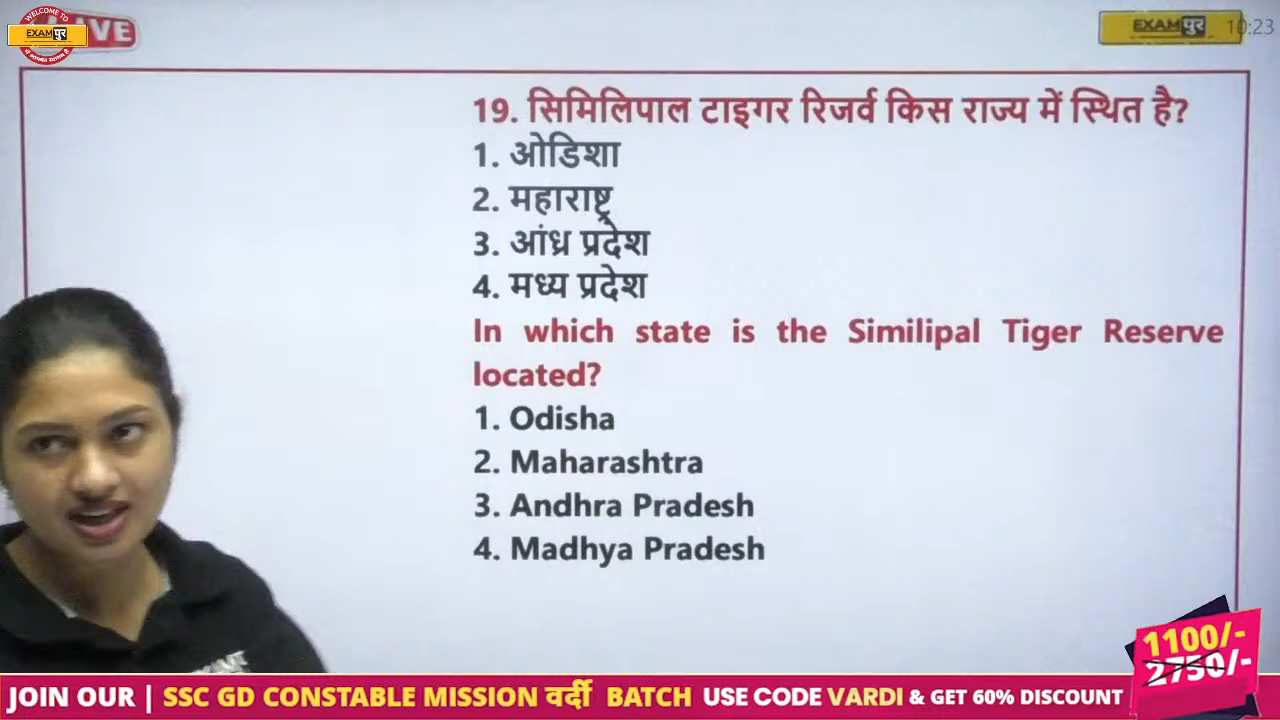 WELCOME TO
LIVE
EXAMपुर
EXAMपुर 10:23
19. सिमिलिपाल टाइगर रिजर्व किस राज्य में स्थित है?
1. ओडिशा
2. महाराष्ट्र
3. आंध्र प्रदेश
4. मध्य प्रदेश
In which state is the Similipal Tiger Reserve
located?
1. Odisha
2. Maharashtra
3. Andhra Pradesh
4. Madhya Pradesh
1100/-
2750/-
JOIN OUR | SSC GD CONSTABLE MISSION वर्दी BATCH USE CODE VARDI & GET 60% DISCOUNT